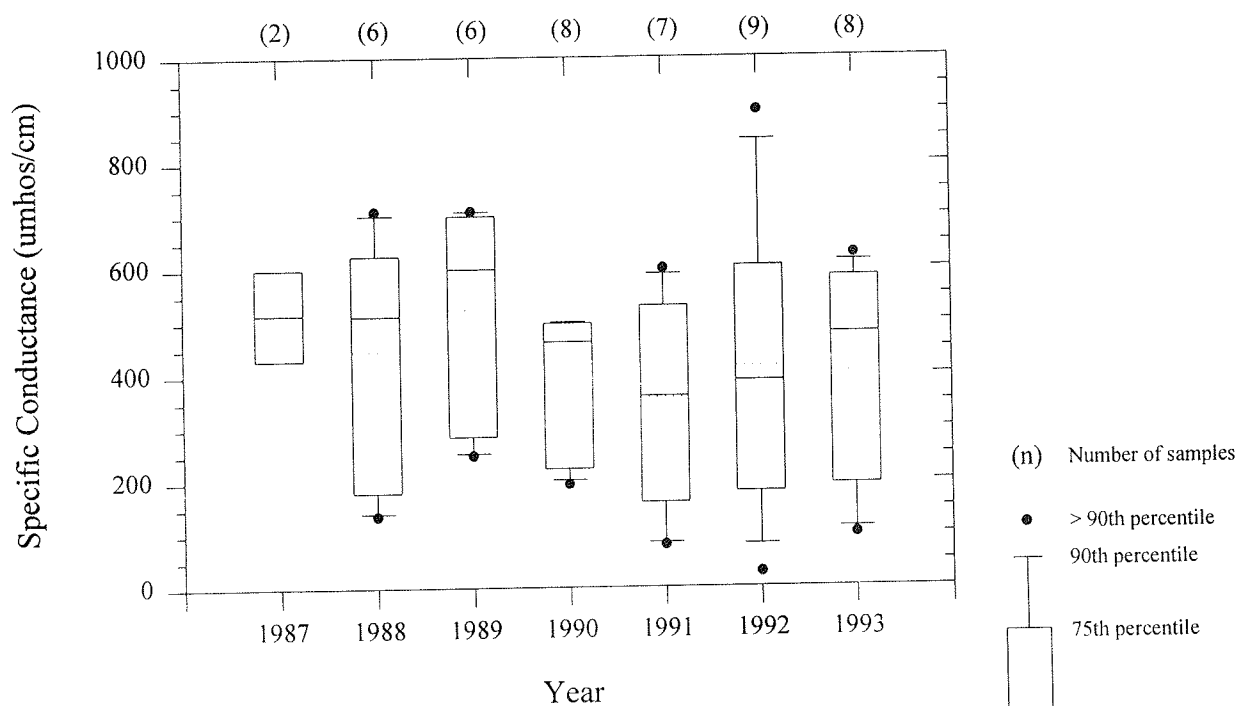 (2) (6) (6) (8) (7) (9) (8)
1000
800
600
400
200
0
Specific Conductance (umhos/cm)
1987 1988 1989 1990 1991 1992 1993
Year
(n) Number of samples
> 90th percentile
90th percentile
75th percentile